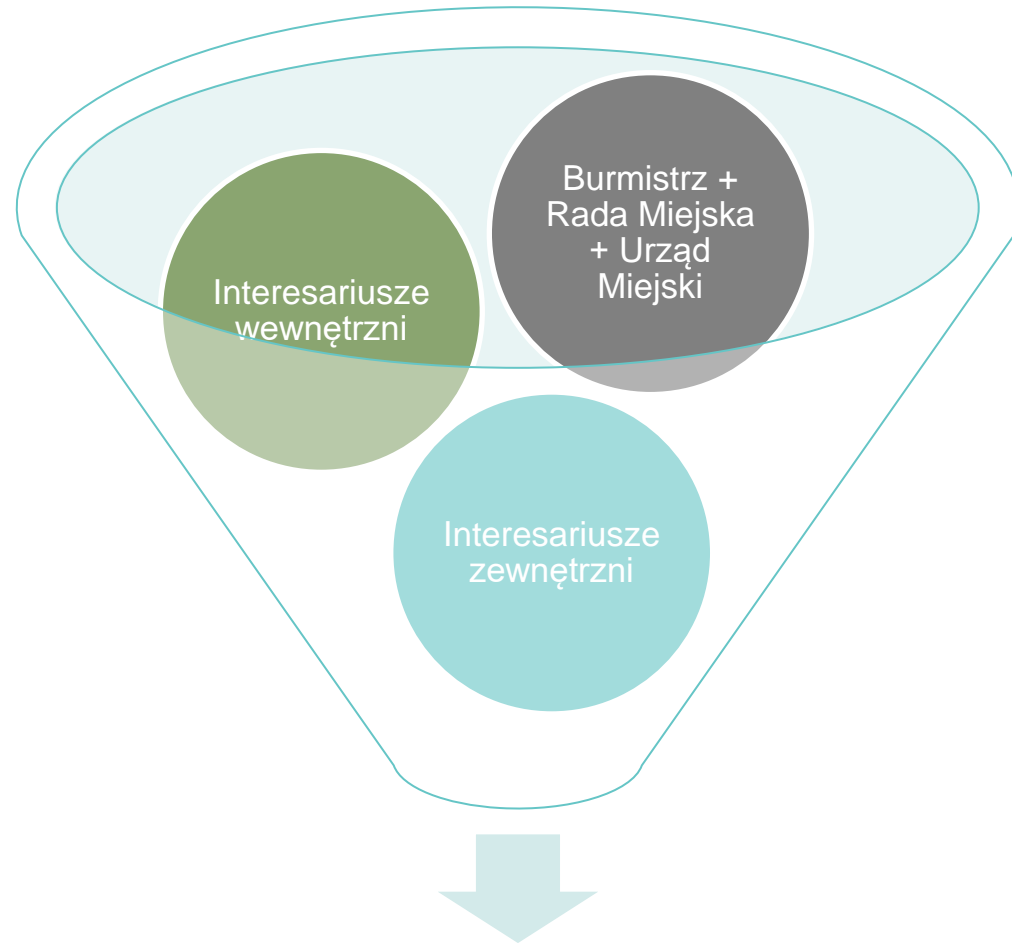 Burmistrz +
Rada Miejska
+ Urząd
Miejski
Interesariusze
wewnętrzni
Interesariusze
zewnętrzni